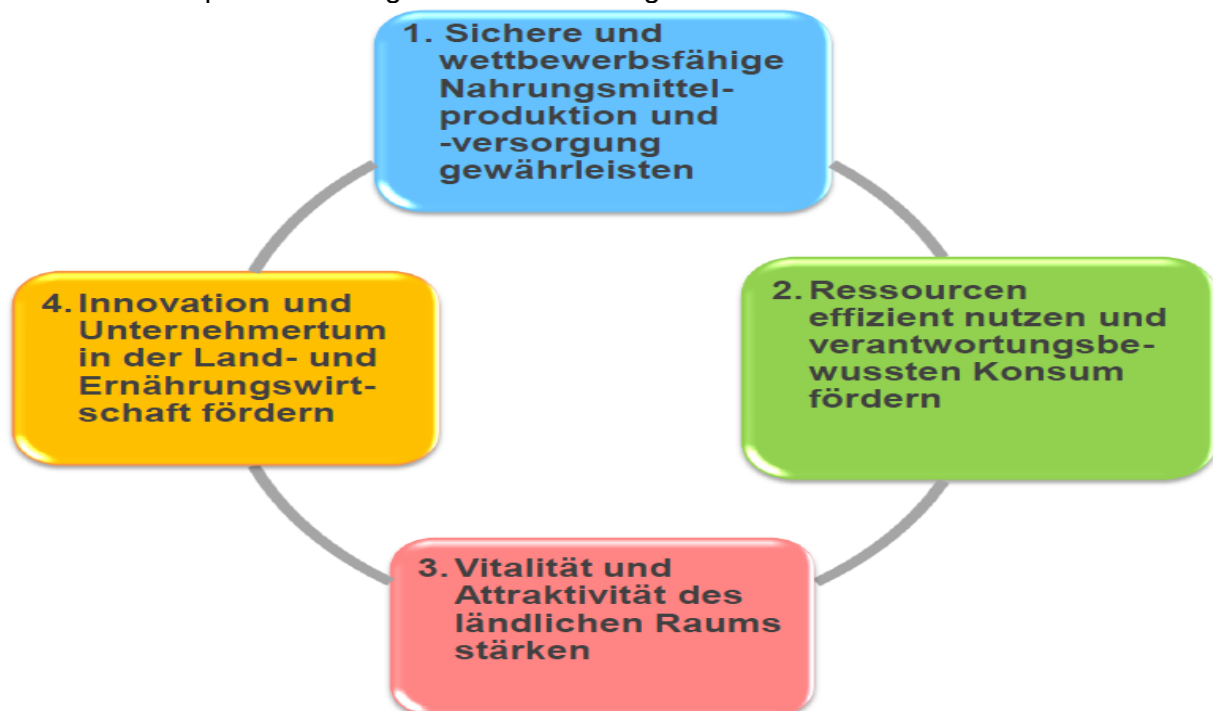 1. Sichere und
wettbewerbsfähige
Nahrungsmittel-
produktion und
-versorgung
gewährleisten
2. Ressourcen
effizient nutzen und
verantwortungsbe-
wussten Konsum
fördern
3. Vitalität und
Attraktivität des
ländlichen Raums
stärken
4. Innovation und
Unternehmertum
in der Land- und
Ernährungswirt-
schaft fördern